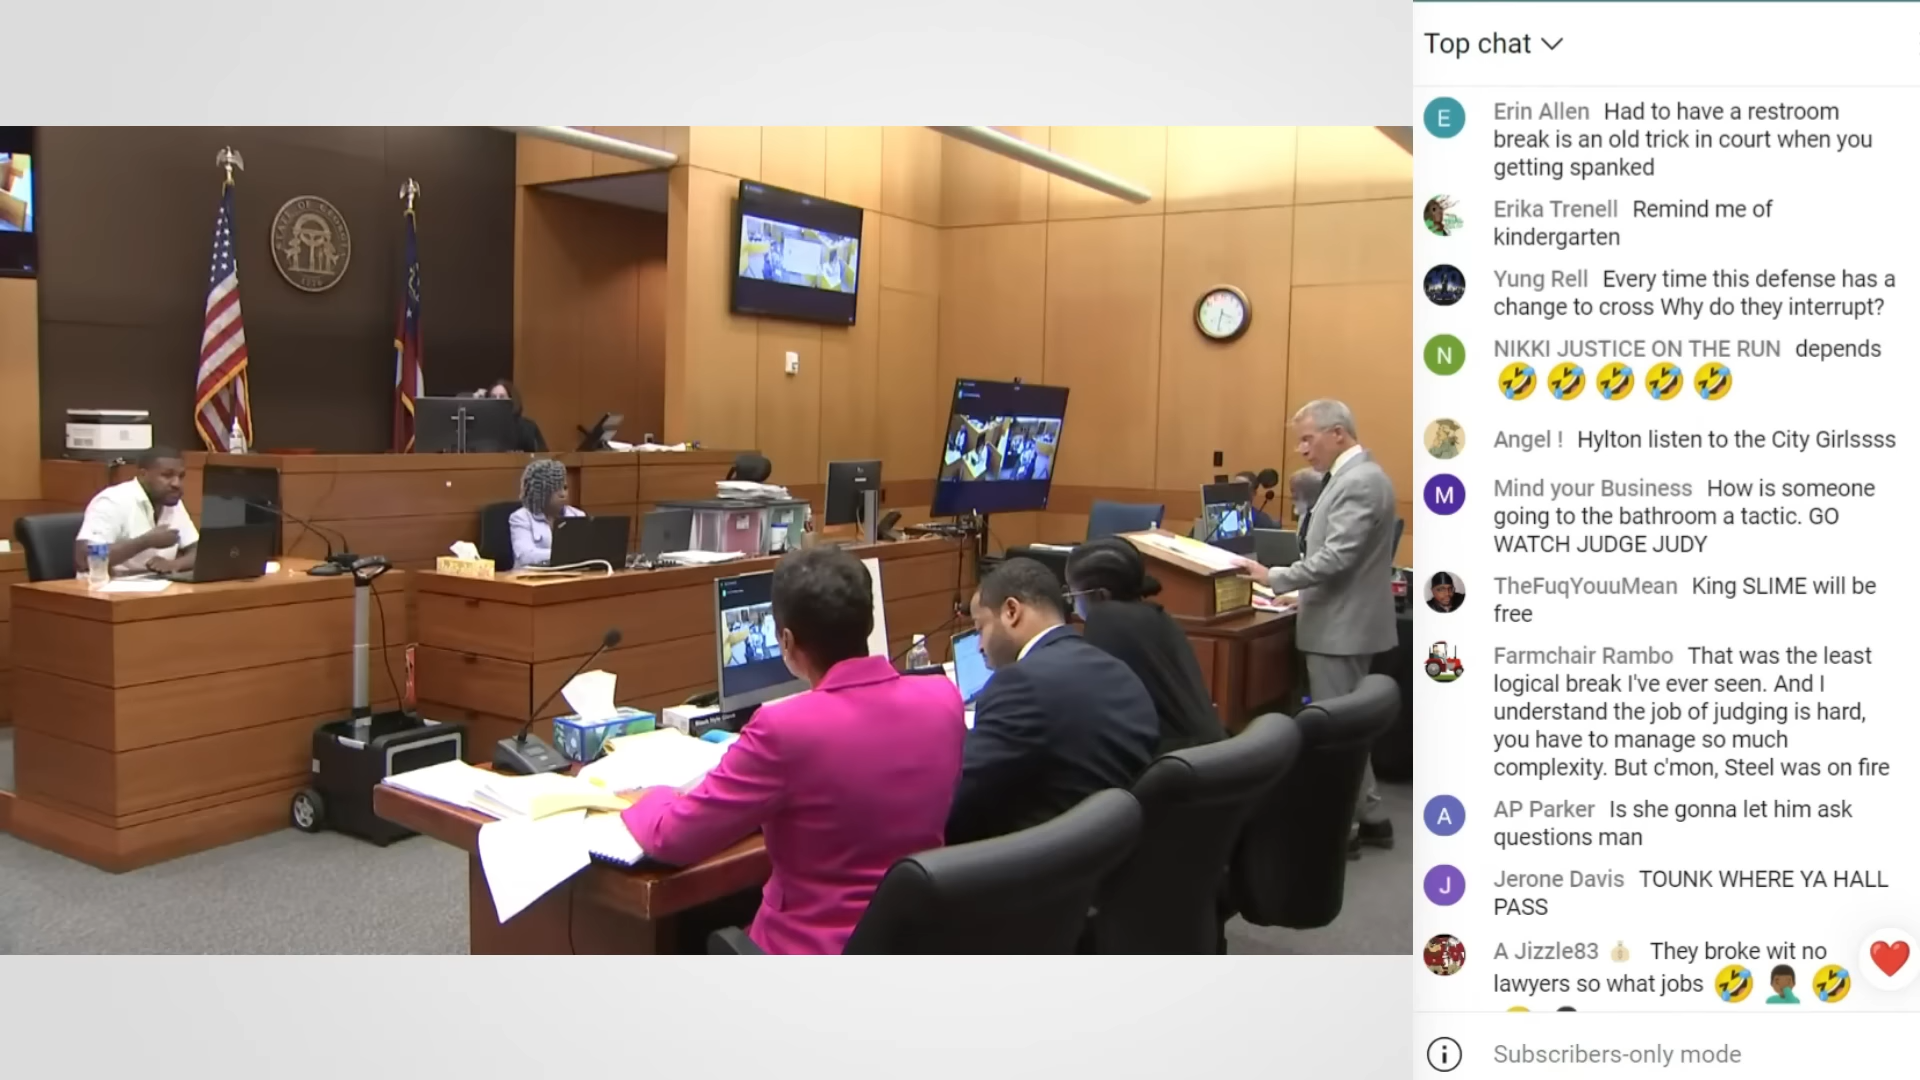 Top chat
Erin Allen Had to have a restroom
break is an old trick in court when you
getting spanked
Erika Trenell Remind me of
kindergarten
Yung Rell Every time this defense has a
change to cross Why do they interrupt?
NIKKI JUSTICE ON THE RUN depends
🤣🤣🤣🤣🤣
Angel ! Hylton listen to the City Girlssss
Mind your Business How is someone
going to the bathroom a tactic. GO
WATCH JUDGE JUDY
TheFuqYouuMean King SLIME will be
free
Farmchair Rambo That was the least
logical break I've ever seen. And I
understand the job of judging is hard,
you have to manage so much
complexity. But c'mon, Steel was on fire
AP Parker Is she gonna let him ask
questions man
Jerone Davis TOUNK WHERE YA HALL
PASS
A Jizzle83 💰 They broke wit no
lawyers so what jobs 🤣🤦🏾‍♂️🤣
Subscribers-only mode
STATE OF GEORGIA
1776
E
N
M
A
J